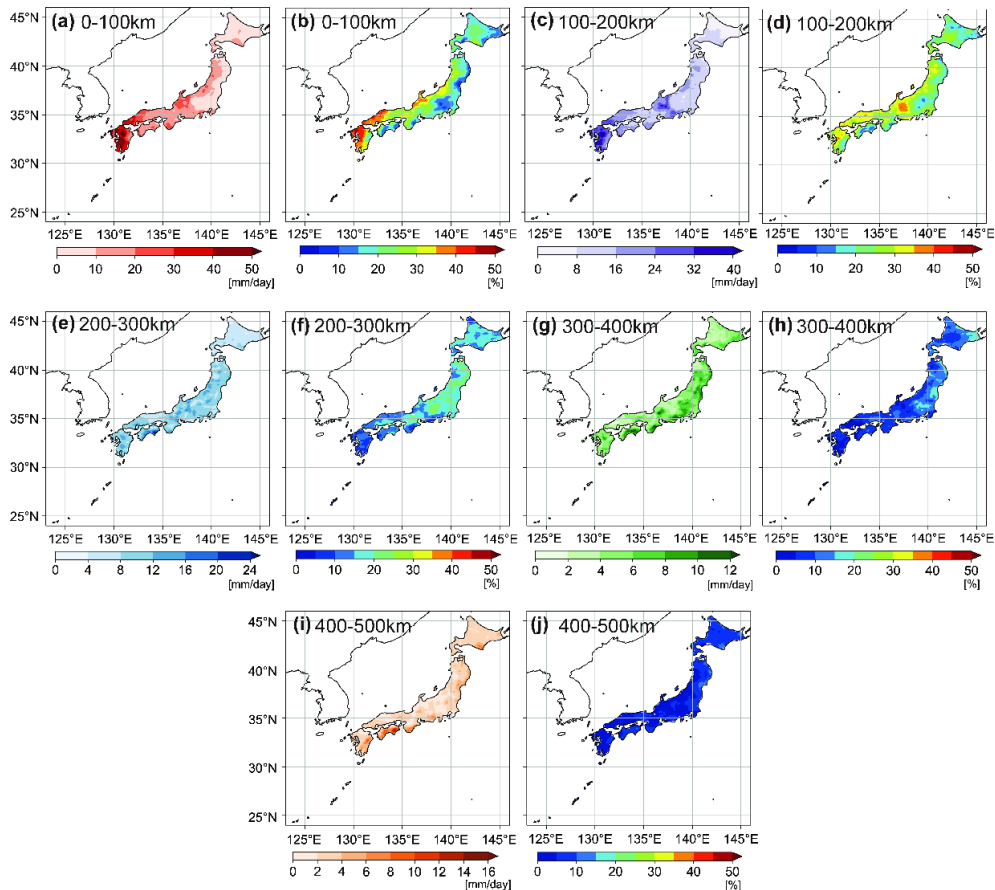 (a) 0-100km
(b) 0-100km
(c) 100-200km
(d) 100-200km
45°N
40°N
35°N
30°N
25°N
125°E 130°E 135°E 140°E 145°E
125°E 130°E 135°E 140°E 145°E
125°E 130°E 135°E 140°E 145°E
125°E 130°E 135°E 140°E 145°E
0 10 20 30 40 50
[mm/day]
0 10 20 30 40 50
[%]
0 8 16 24 32 40
[mm/day]
0 10 20 30 40 50
[%]
(e) 200-300km
(f) 200-300km
(g) 300-400km
(h) 300-400km
45°N
40°N
35°N
30°N
25°N
125°E 130°E 135°E 140°E 145°E
125°E 130°E 135°E 140°E 145°E
125°E 130°E 135°E 140°E 145°E
125°E 130°E 135°E 140°E 145°E
0 4 8 12 16 20 24
[mm/day]
0 10 20 30 40 50
[%]
0 2 4 6 8 10 12
[mm/day]
0 10 20 30 40 50
[%]
(i) 400-500km
(j) 400-500km
45°N
40°N
35°N
30°N
25°N
125°E 130°E 135°E 140°E 145°E
125°E 130°E 135°E 140°E 145°E
0 2 4 6 8 10 12 14 16
[mm/day]
0 10 20 30 40 50
[%]